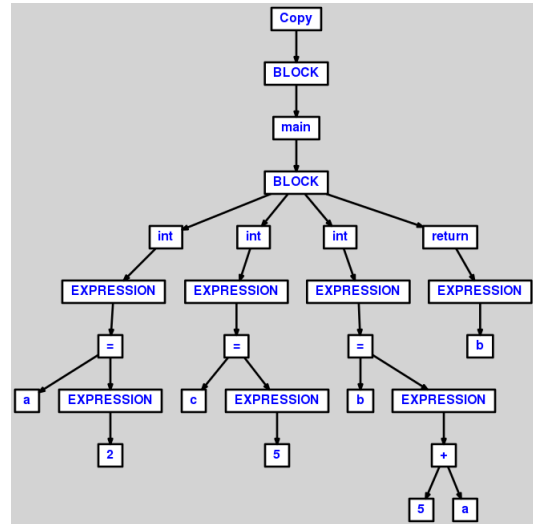 Copy
BLOCK
main
BLOCK
int int int return
EXPRESSION EXPRESSION EXPRESSION EXPRESSION
= = = b
a EXPRESSION c EXPRESSION b EXPRESSION
2 5 +
5 a